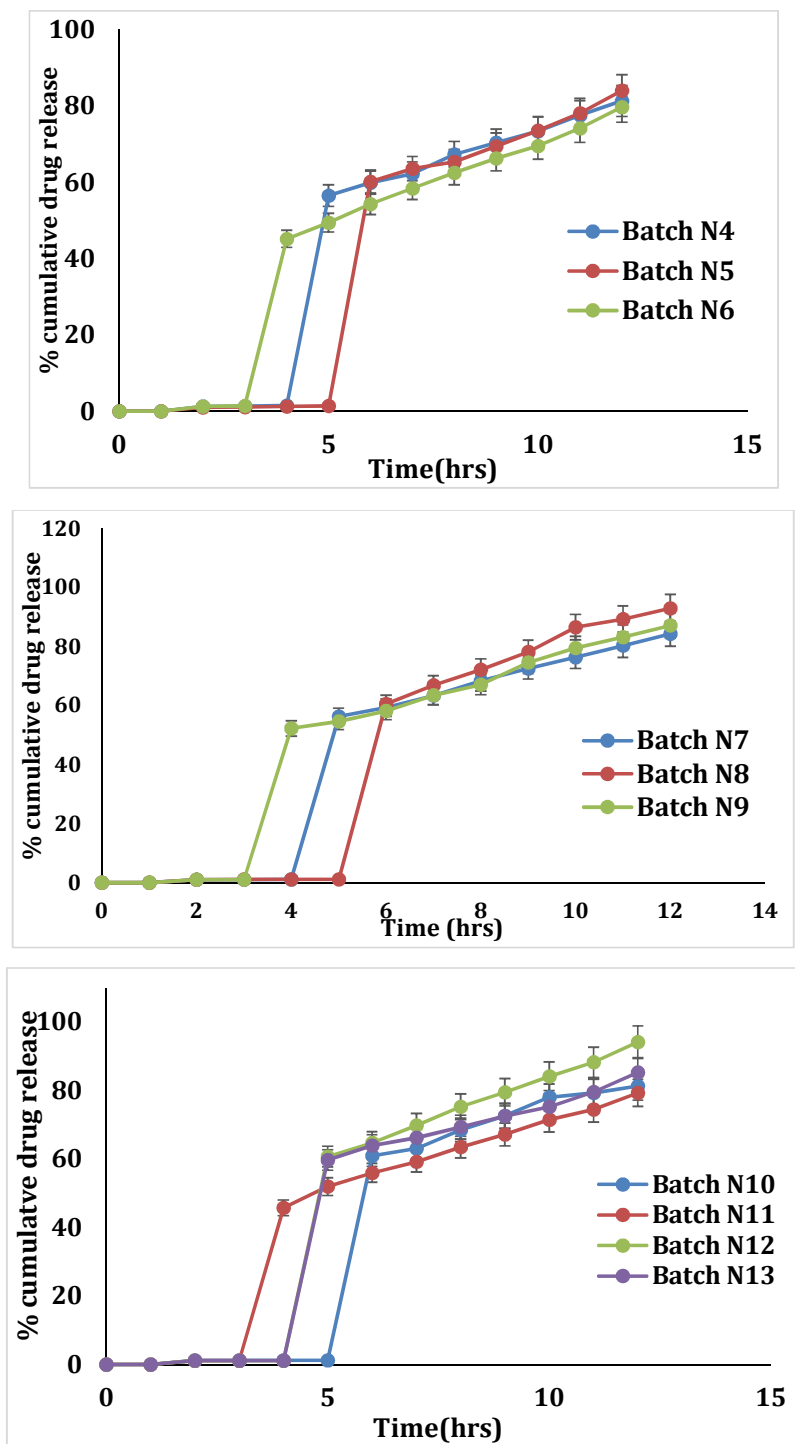 100
80
60
40
20
0
% cumulative drug release
0 5 10 15
Time(hrs)
Batch N4
Batch N5
Batch N6
120
100
80
60
40
20
0
% cumulative drug release
0 2 4 6 8 10 12 14
Time (hrs)
Batch N7
Batch N8
Batch N9
100
80
60
40
20
0
% cumulatve drug release
0 5 10 15
Time(hrs)
Batch N10
Batch N11
Batch N12
Batch N13